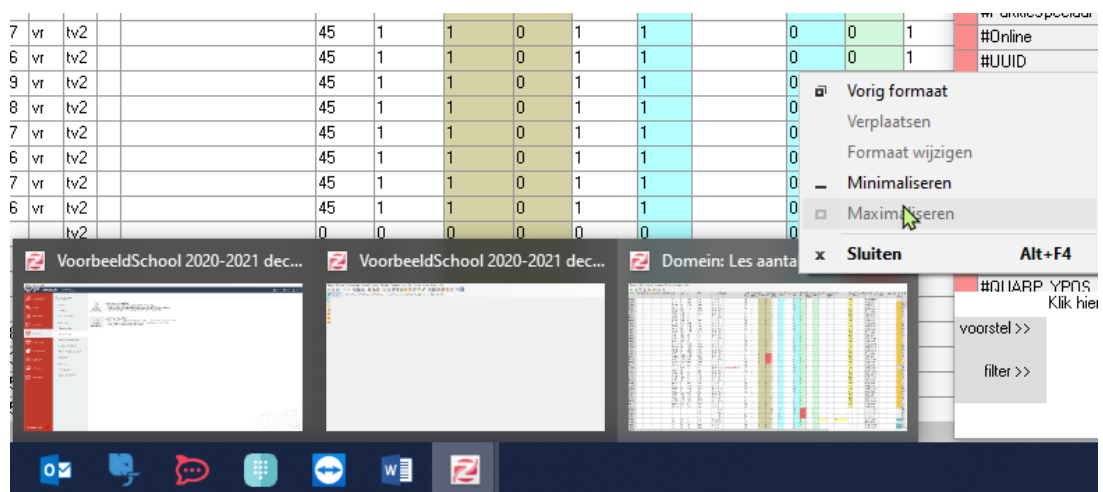 7 vr tv2 45 1 1 0 1 1 0 0 1 #Online
6 vr tv2 45 1 1 0 1 1 0 0 1 #UUID
9 vr tv2 45 1 1 0 1 1 0
8 vr tv2 45 1 1 0 1 1 0
7 vr tv2 45 1 1 0 1 1 0
6 vr tv2 45 1 1 0 1 1 0
7 vr tv2 45 1 1 0 1 1 0
6 vr tv2 45 1 1 0 1 1 0
tv2 0 0 0 0 0 0 0
Vorig formaat
Verplaatsen
Formaat wijzigen
Minimaliseren
Maximaliseren
Sluiten Alt+F4
VoorbeeldSchool 2020-2021 dec...
VoorbeeldSchool 2020-2021 dec...
Domein: Les aanta
Klik hier
voorstel >>
filter >>